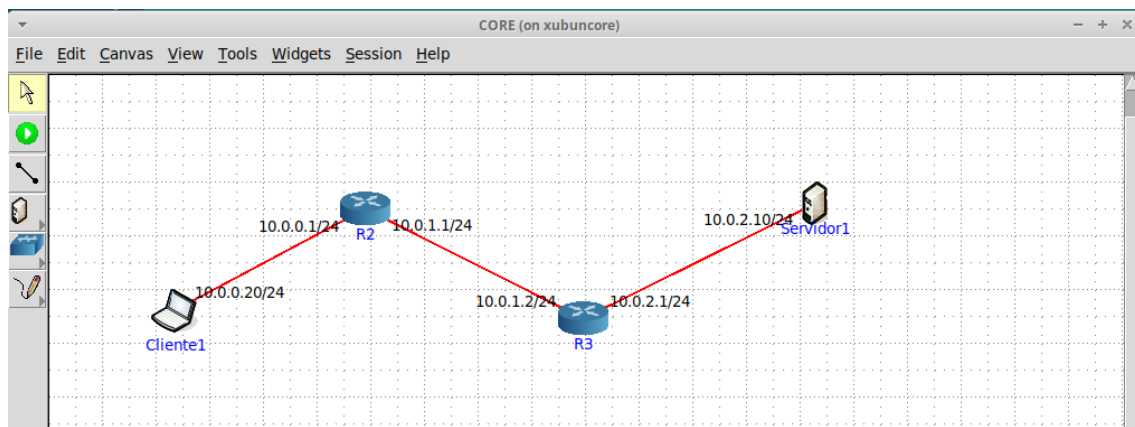 CORE (on xubuncore)
File Edit Canvas View Tools Widgets Session Help
10.0.0.1/24
10.0.1.1/24
R2
10.0.2.10/24
Servidor1
10.0.0.20/24
Cliente1
10.0.1.2/24
10.0.2.1/24
R3